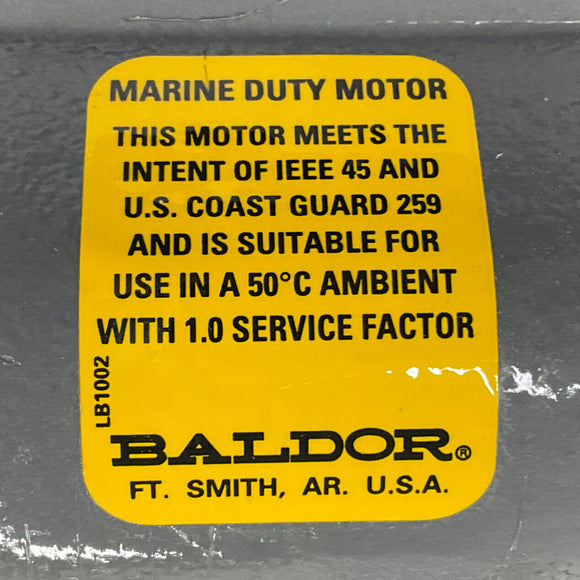 MARINE DUTY MOTOR
THIS MOTOR MEETS THE
INTENT OF IEEE 45 AND
U.S. COAST GUARD 259
AND IS SUITABLE FOR
USE IN A 50°C AMBIENT
WITH 1.0 SERVICE FACTOR
LB1002
BALDOR®
FT. SMITH, AR. U.S.A.